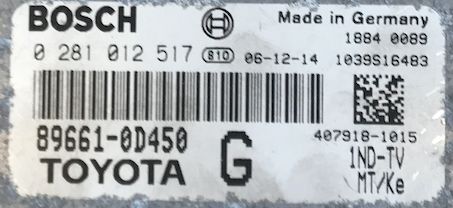 BOSCH
Made in Germany
1884 0089
0 281 012 517 810 06-12-14 1039S16483
89661-0D450
407918-1015
TOYOTA G 1ND-TV
MT/Ke